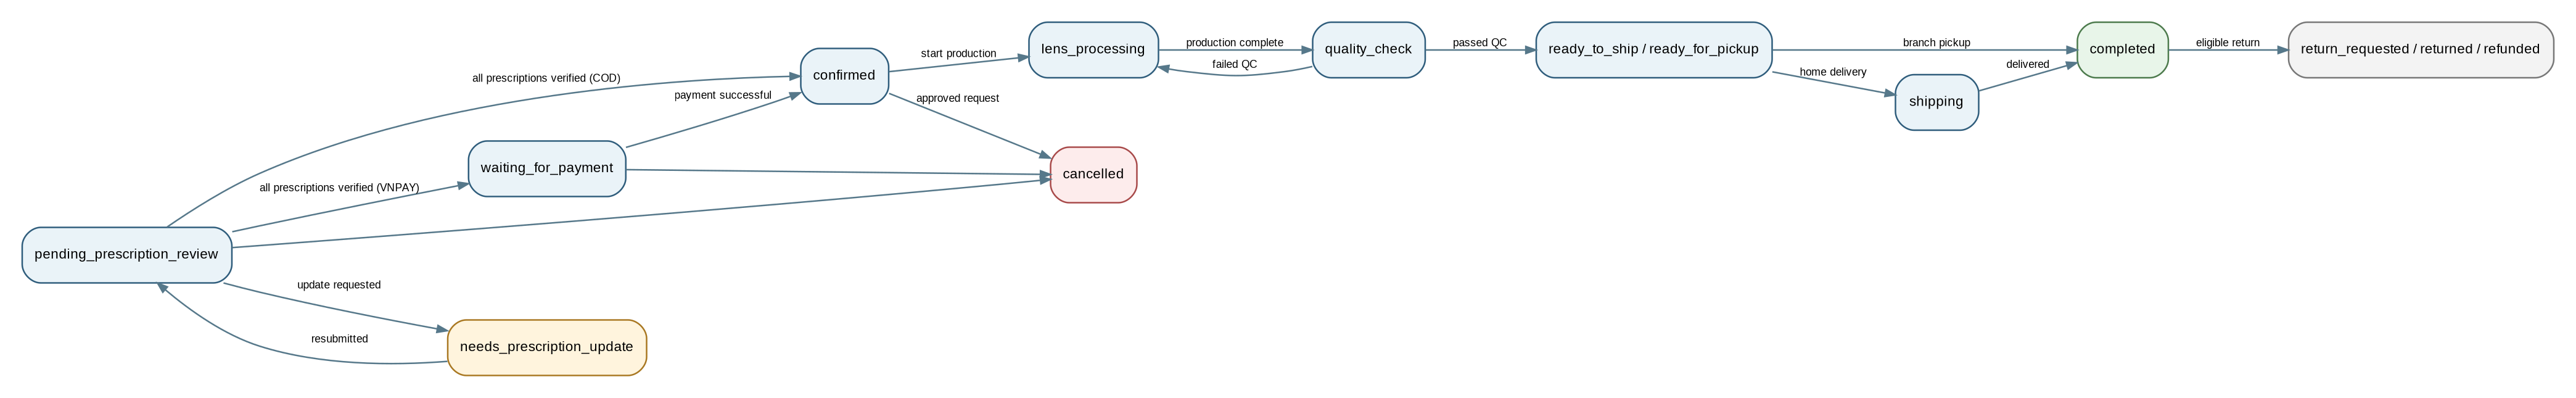 pending_prescription_review
all prescriptions verified (COD)
all prescriptions verified (VNPAY)
update requested
resubmitted
needs_prescription_update
waiting_for_payment
payment successful
confirmed
start production
approved request
cancelled
lens_processing
production complete
failed QC
quality_check
passed QC
ready_to_ship / ready_for_pickup
branch pickup
home delivery
shipping
delivered
completed
eligible return
return_requested / returned / refunded